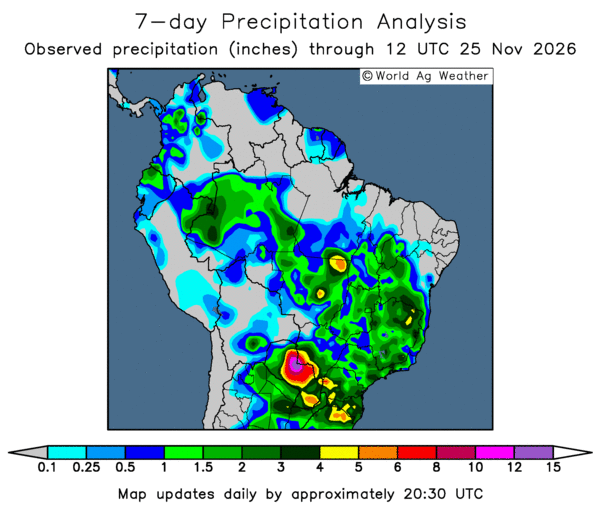 7-day Precipitation Analysis
Observed precipitation (inches) through 12 UTC 25 Nov 2026
© World Ag Weather
0.1 0.25 0.5 1 1.5 2 3 4 5 6 8 10 12 15
Map updates daily by approximately 20:30 UTC